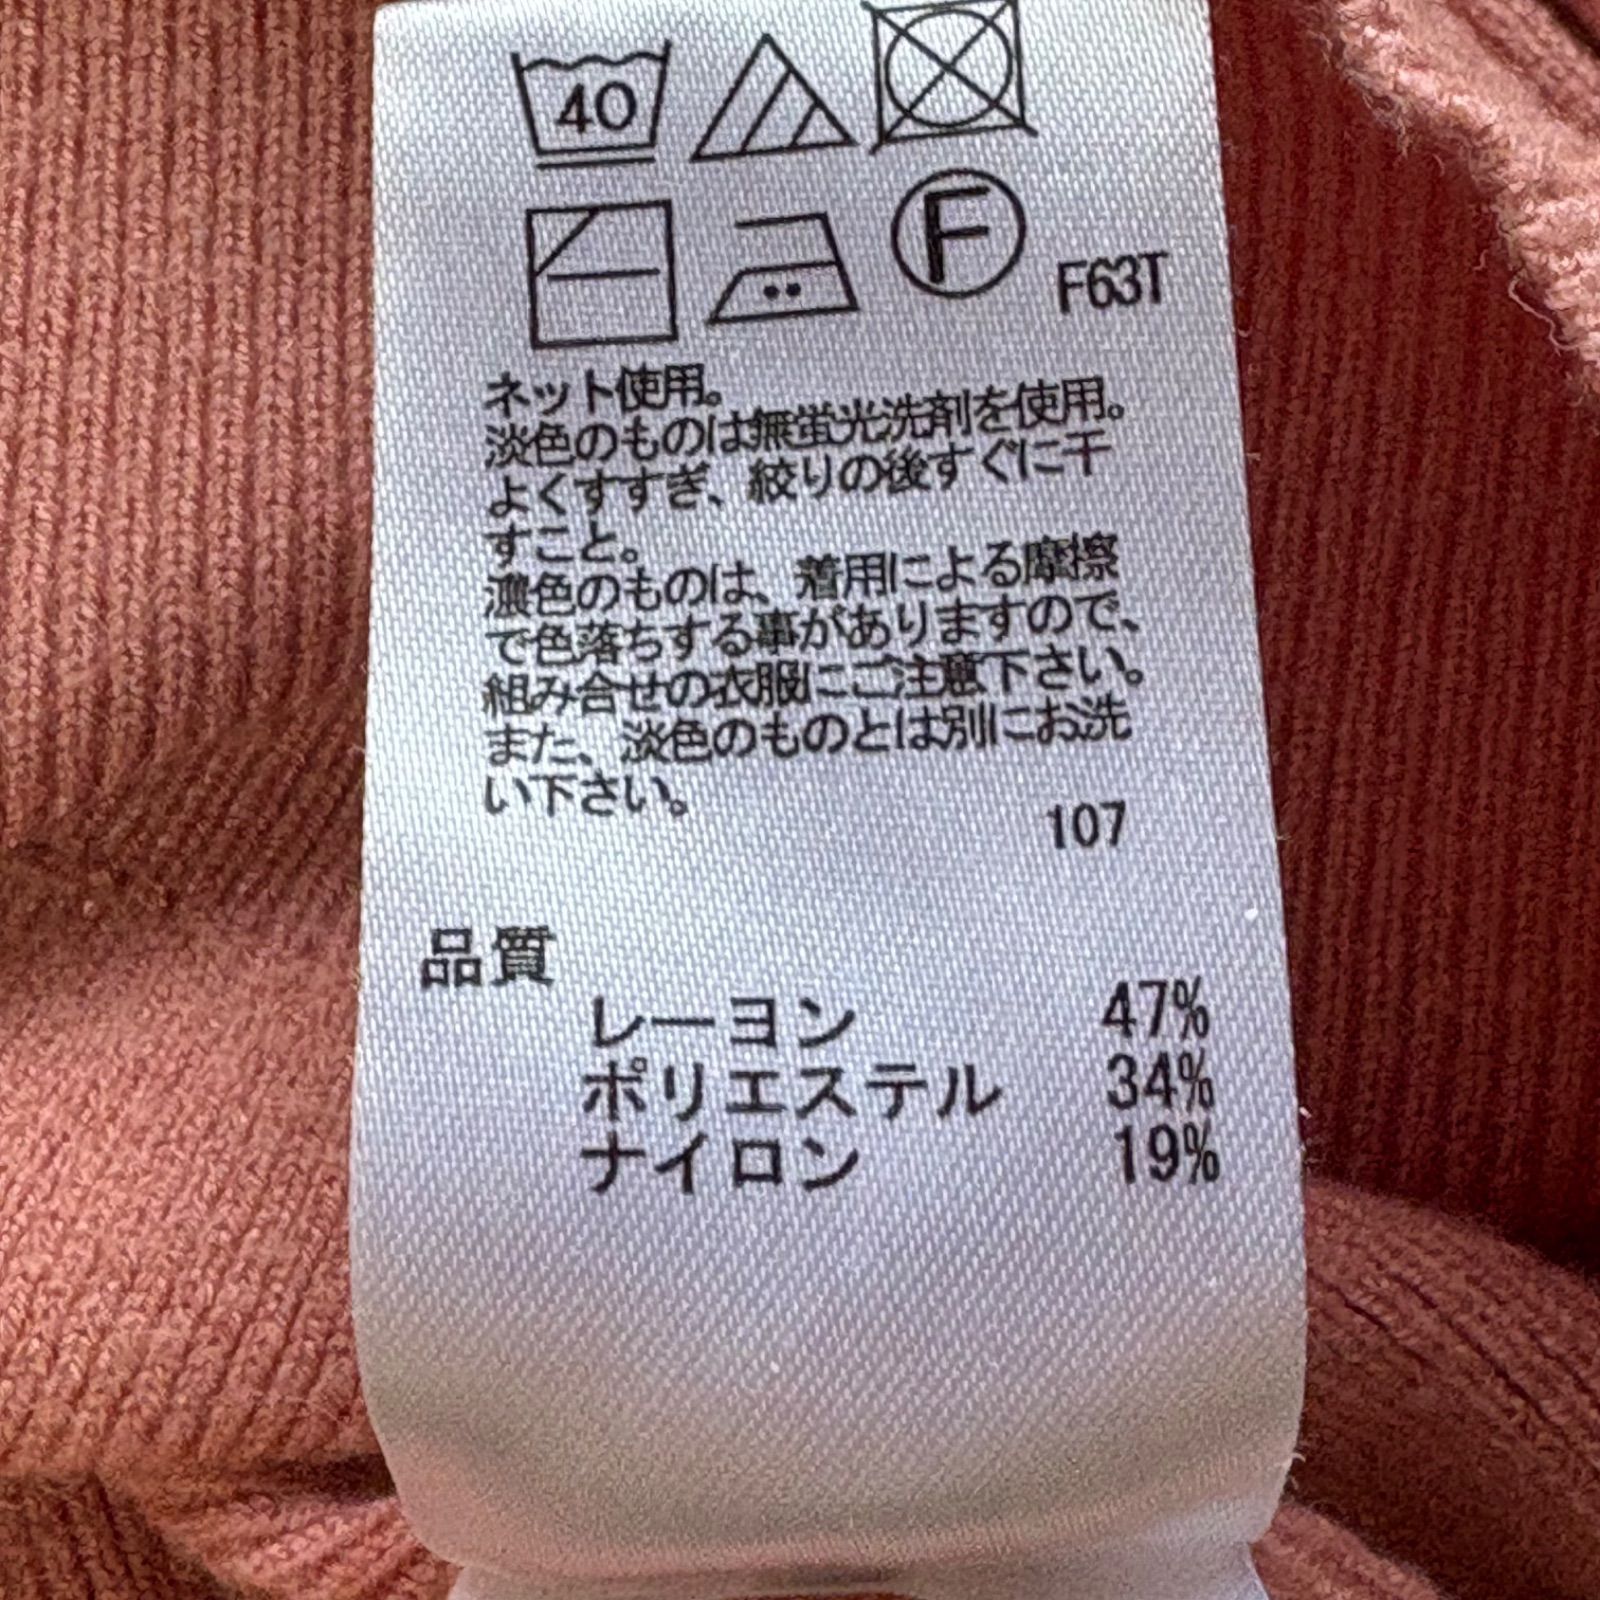 40
F
F63T
ネット使用。
淡色のものは無蛍光洗剤を使用。
よくすすぎ、絞りの後すぐに干
すこと。
濃色のものは、着用による摩擦
で色落ちする事がありますので、
組み合せの衣服にご注意下さい。
また、淡色のものとは別にお洗
い下さい。
107
品質
レーヨン 47%
ポリエステル 34%
ナイロン 19%